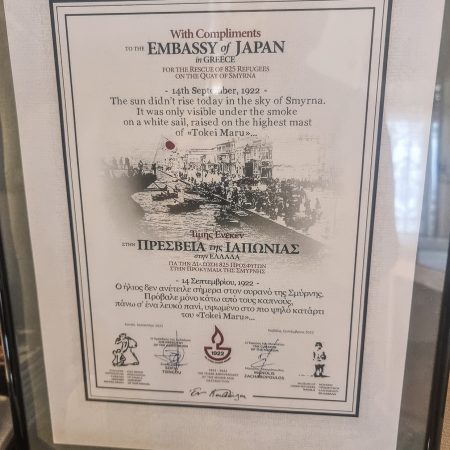 With Compliments
TO THE EMBASSY of JAPAN
in GREECE
FOR THE RESCUE OF 825 REFUGEES
ON THE QUAY OF SMYRNA
- 14th September, 1922 -
The sun didn't rise today in the sky of Smyrna.
It was only visible under the smoke
on a white sail, raised on the highest mast
of «Tokei Maru»...
Τιμής Ένεκεν
ΣΤΗΝ ΠΡΕΣΒΕΙΑ της ΙΑΠΩΝΙΑΣ
στην ΕΛΛΑΔΑ
ΓΙΑ ΤΗ ΔΙΑΣΩΣΗ 825 ΠΡΟΣΦΥΓΩΝ
ΣΤΗΝ ΠΡΟΚΥΜΑΙΑ ΤΗΣ ΣΜΥΡΝΗΣ
- 14 Σεπτεμβρίου, 1922 -
Ο ήλιος δεν ανέτειλε σήμερα στον ουρανό της Σμύρνης.
Πρόβαλε μόνο κάτω από τους καπνούς,
πάνω σ' ένα λευκό πανί, υψωμένο στο πιο ψηλό κατάρτι
του «Tokei Maru»...
1922